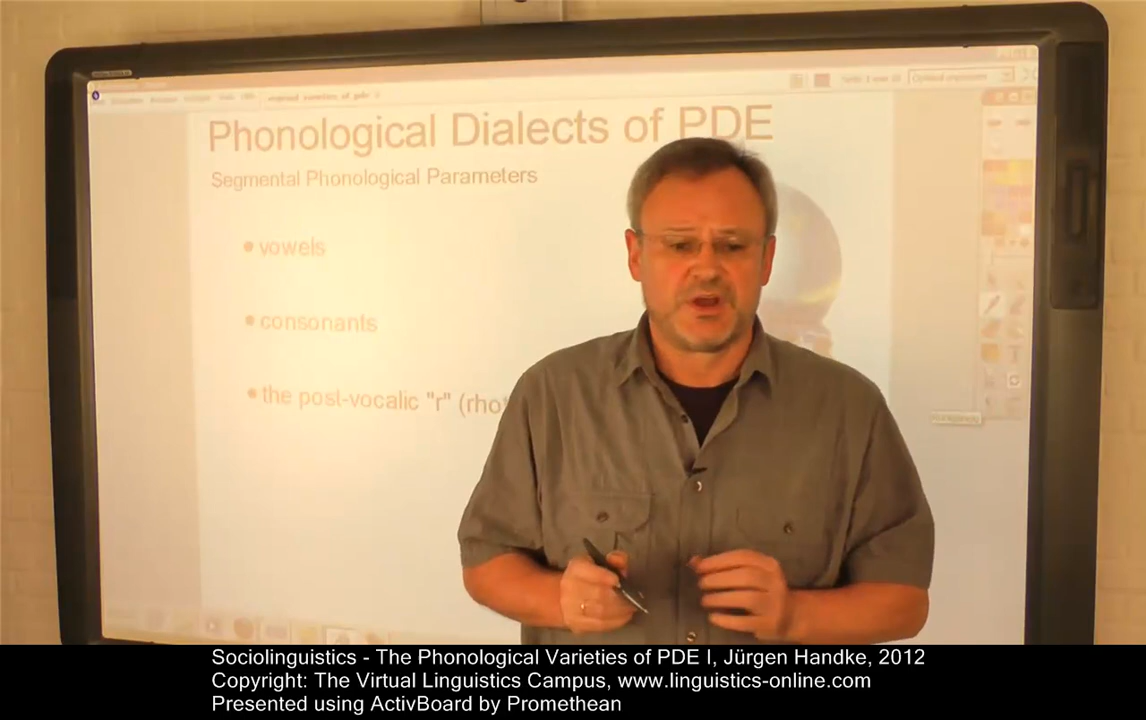 Phonological Dialects of PDE
Segmental Phonological Parameters
• vowels
• consonants
• the post-vocalic "r" (rhot
Sociolinguistics - The Phonological Varieties of PDE I, Jürgen Handke, 2012
Copyright: The Virtual Linguistics Campus, www.linguistics-online.com
Presented using ActivBoard by Promethean